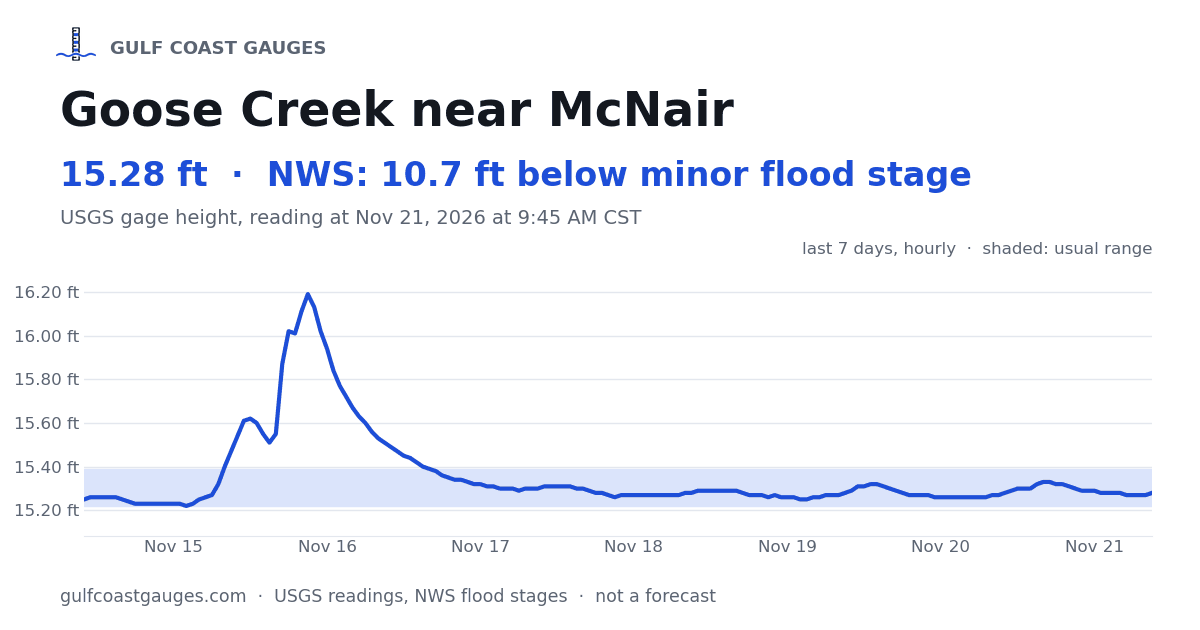 GULF COAST GAUGES
Goose Creek near McNair
15.28 ft · NWS: 10.7 ft below minor flood stage
USGS gage height, reading at Nov 21, 2026 at 9:45 AM CST
last 7 days, hourly · shaded: usual range
16.20 ft
16.00 ft
15.80 ft
15.60 ft
15.40 ft
15.20 ft
Nov 15 Nov 16 Nov 17 Nov 18 Nov 19 Nov 20 Nov 21
gulfcoastgauges.com · USGS readings, NWS flood stages · not a forecast